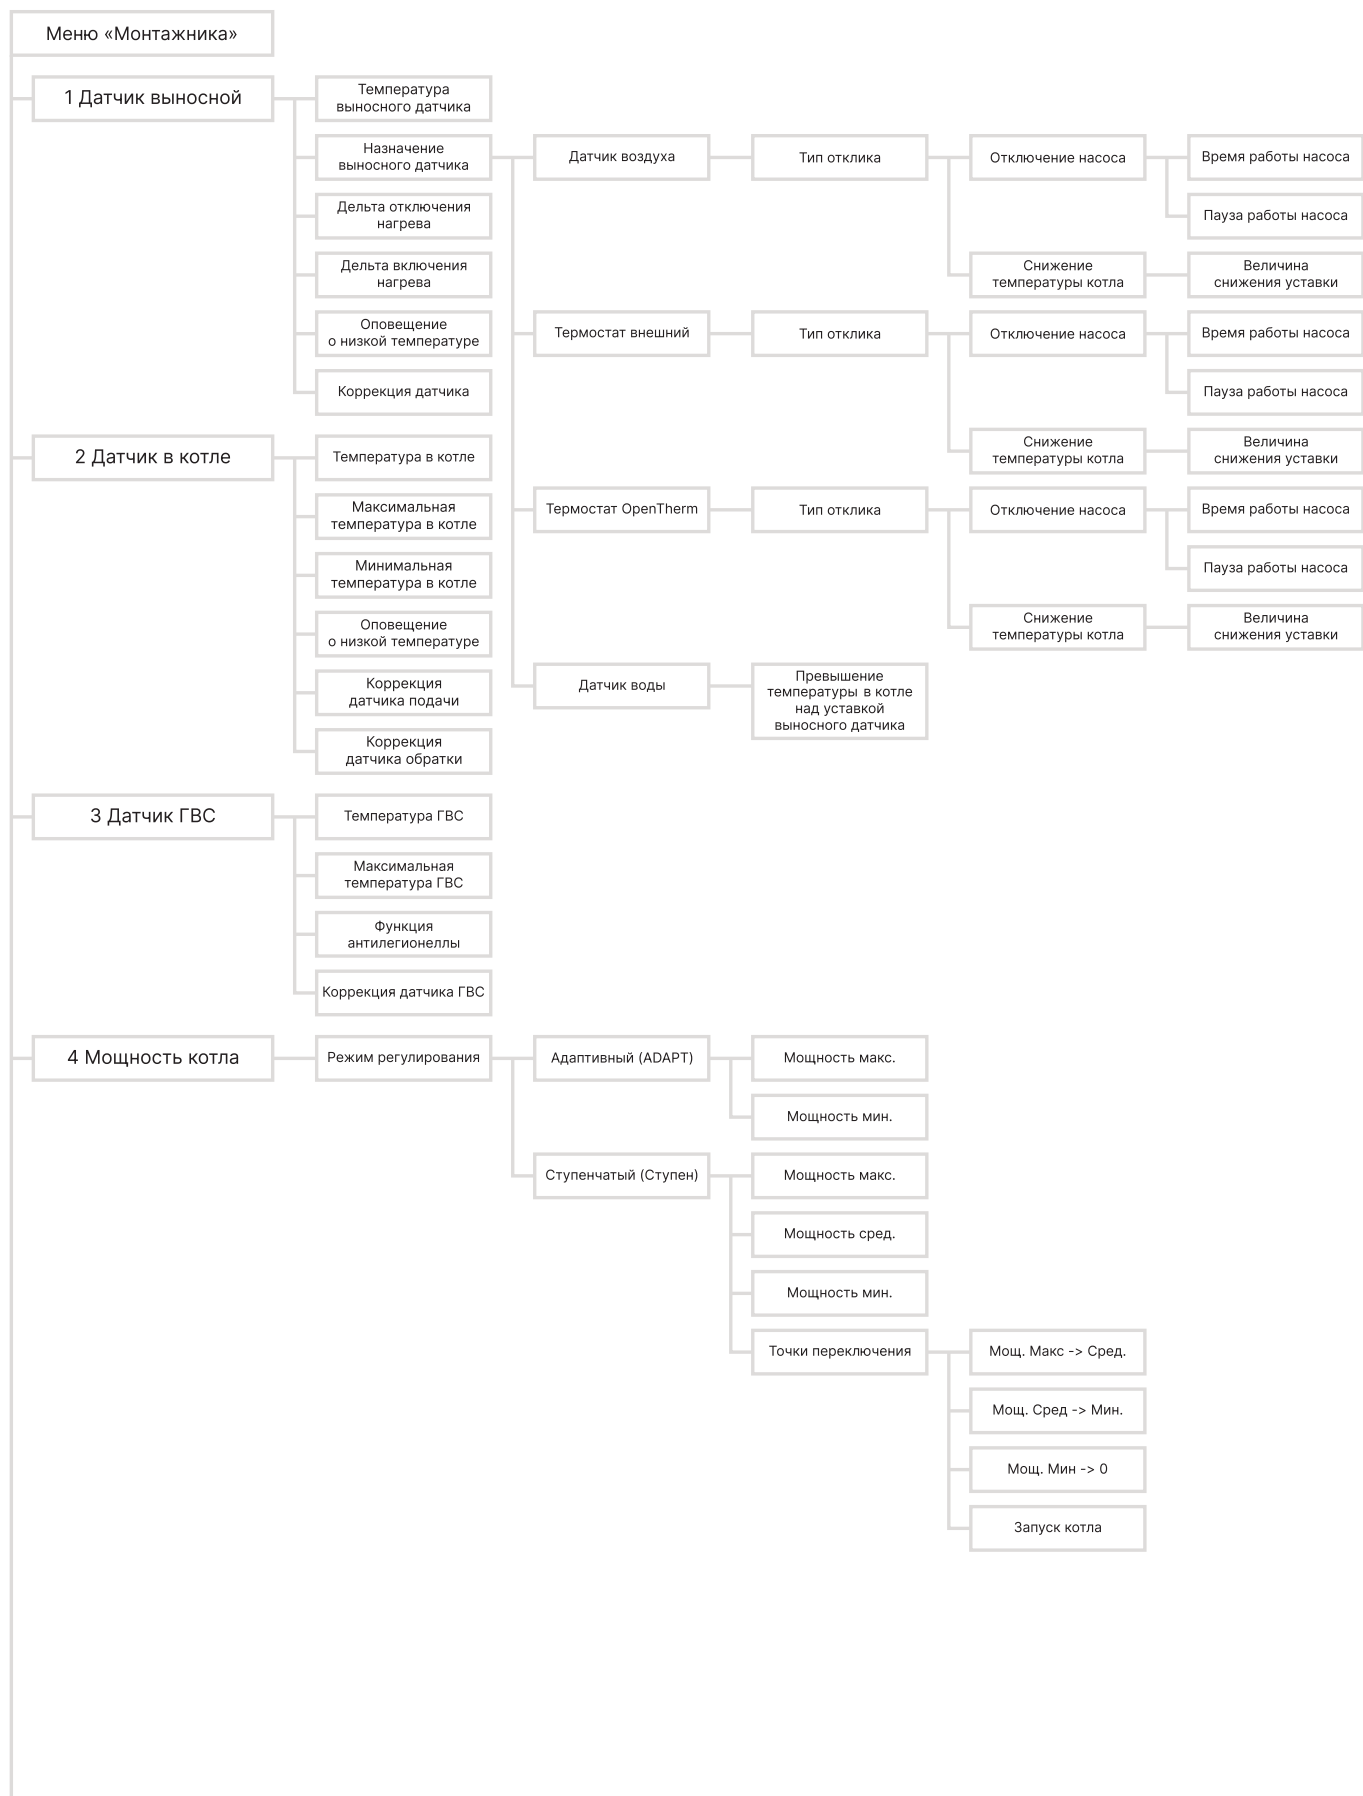 Меню «Монтажника»
1 Датчик выносной
Температура
выносного датчика
Назначение
выносного датчика
Датчик воздуха
Тип отклика
Отключение насоса
Время работы насоса
Дельта отключения
нагрева
Пауза работы насоса
Дельта включения
нагрева
Снижение
температуры котла
Величина
снижения уставки
Оповещение
о низкой температуре
Термостат внешний
Тип отклика
Отключение насоса
Время работы насоса
Коррекция датчика
Пауза работы насоса
2 Датчик в котле
Температура в котле
Снижение
температуры котла
Величина
снижения уставки
Максимальная
температура в котле
Термостат OpenTherm
Тип отклика
Отключение насоса
Время работы насоса
Минимальная
температура в котле
Пауза работы насоса
Оповещение
о низкой температуре
Снижение
температуры котла
Величина
снижения уставки
Коррекция
датчика подачи
Датчик воды
Превышение
температуры в котле
над уставкой
выносного датчика
Коррекция
датчика обратки
3 Датчик ГВС
Температура ГВС
Максимальная
температура ГВС
Функция
антилегионеллы
Коррекция датчика ГВС
4 Мощность котла
Режим регулирования
Адаптивный (ADAPT)
Мощность макс.
Мощность мин.
Ступенчатый (Ступен)
Мощность макс.
Мощность сред.
Мощность мин.
Точки переключения
Мощ. Макс -> Сред.
Мощ. Сред -> Мин.
Мощ. Мин -> 0
Запуск котла